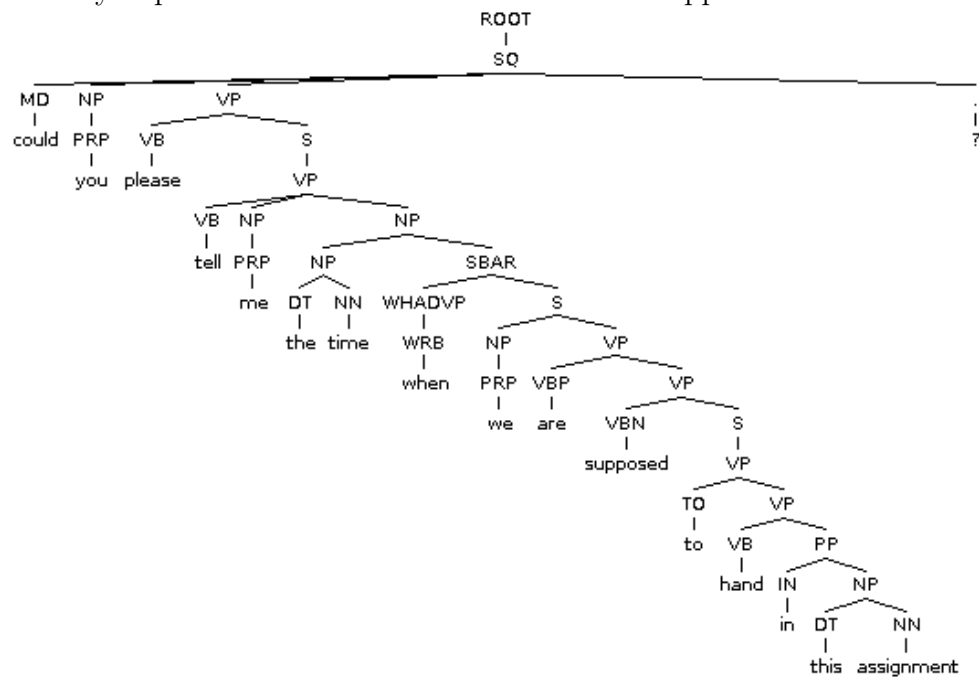 ROOT
SQ
MD NP VP .
could PRP VB S ?
you please VP
VB NP NP
tell PRP NP SBAR
me DT NN WHADVP S
the time WRB NP VP
when PRP VBP VP
we are VBN S
supposed VP
TO VP
to VB PP
hand IN NP
in DT NN
this assignment